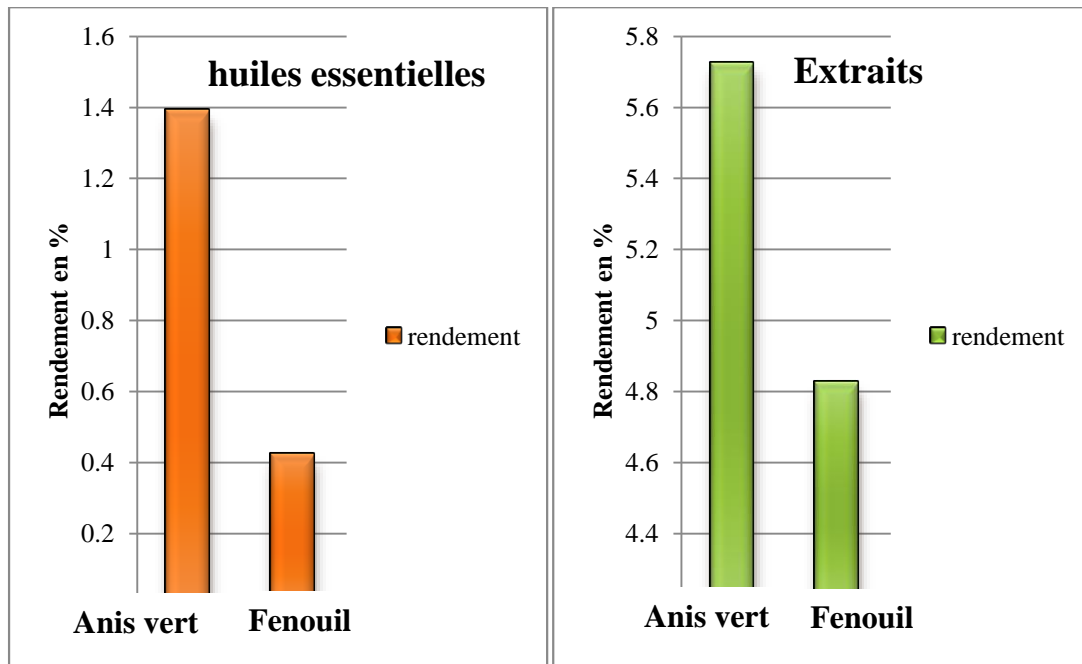 huiles essentielles
Rendement en %
1.6
1.4
1.2
1
0.8
0.6
0.4
0.2
rendement
Anis vert
Fenouil
Extraits
Rendement en %
5.8
5.6
5.4
5.2
5
4.8
4.6
4.4
rendement
Anis vert
Fenouil